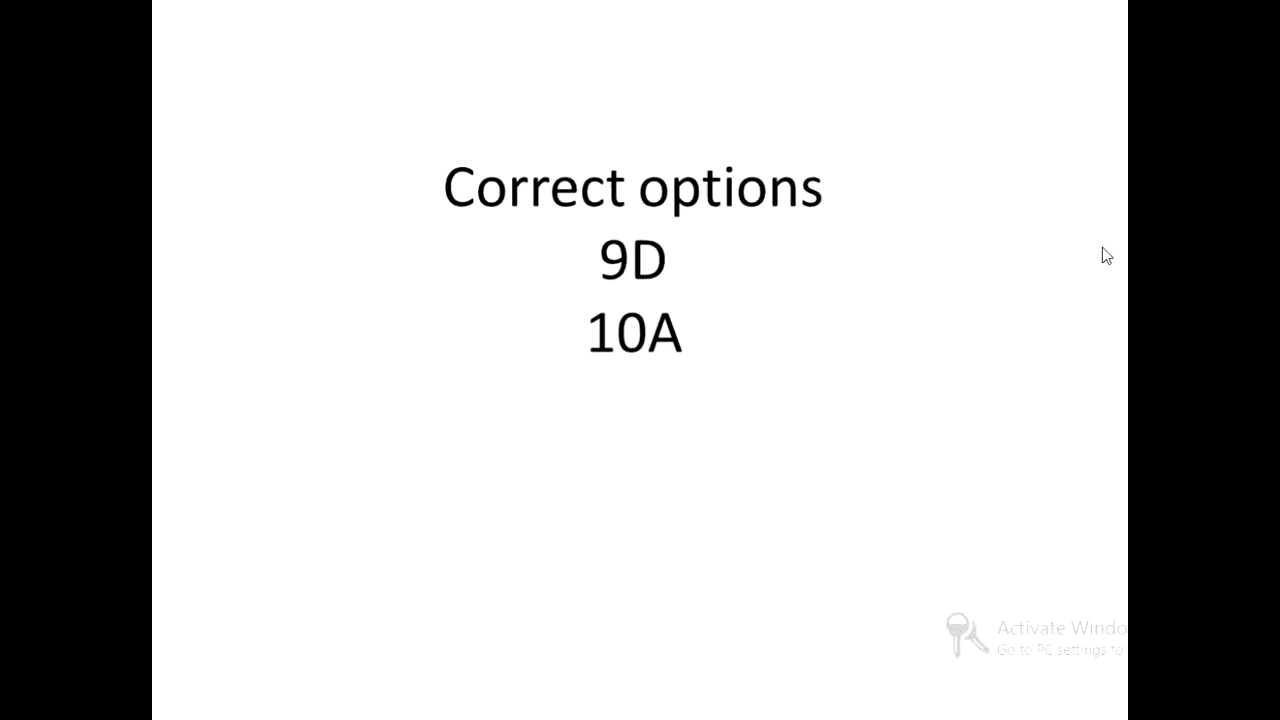 Correct options
9D
10A
Activate Windo
Go to PC settings to